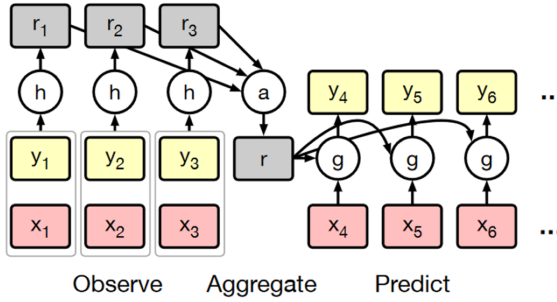 r1 r2 r3
h h h a
y4 y5 y6 ...
y1 y2 y3 r g g g
x1 x2 x3 x4 x5 x6 ...
Observe Aggregate Predict